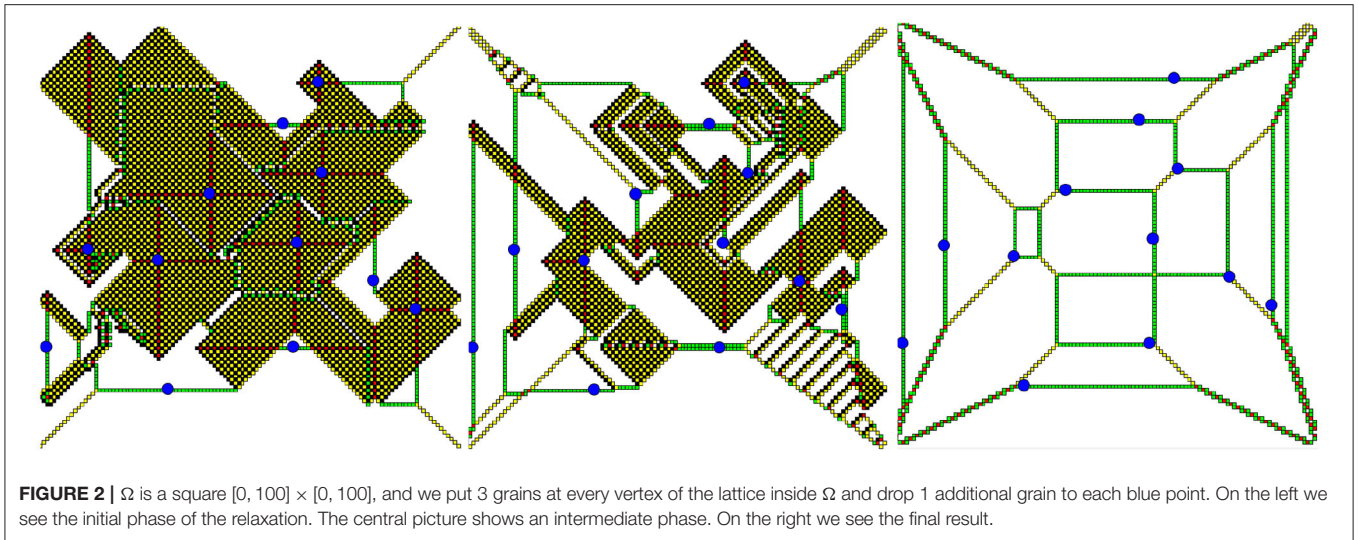 FIGURE 2 | Ω is a square [0, 100] × [0, 100], and we put 3 grains at every vertex of the lattice inside Ω and drop 1 additional grain to each blue point. On the left we
see the initial phase of the relaxation. The central picture shows an intermediate phase. On the right we see the final result.